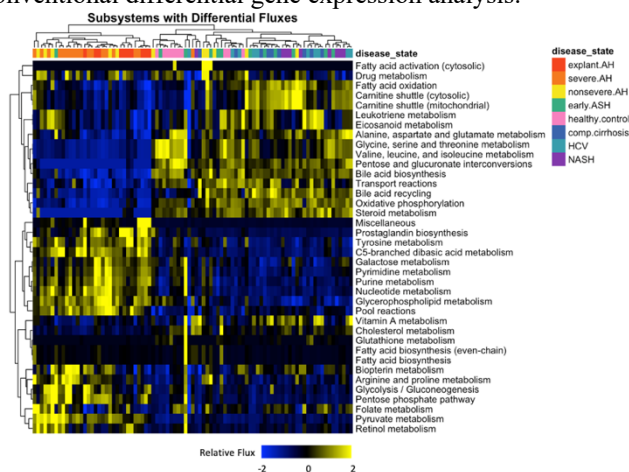 conventional differential gene expression analysis.
Subsystems with Differential Fluxes
disease_state
Fatty acid activation (cytosolic)
Drug metabolism
Fatty acid oxidation
Carnitine shuttle (cytosolic)
Carnitine shuttle (mitochondrial)
Leukotriene metabolism
Eicosanoid metabolism
Alanine, aspartate and glutamate metabolism
Glycine, serine and threonine metabolism
Valine, leucine, and isoleucine metabolism
Pentose and glucuronate interconversions
Bile acid biosynthesis
Transport reactions
Bile acid recycling
Oxidative phosphorylation
Steroid metabolism
Miscellaneous
Prostaglandin biosynthesis
Tyrosine metabolism
C5-branched dibasic acid metabolism
Galactose metabolism
Pyrimidine metabolism
Purine metabolism
Nucleotide metabolism
Glycerophospholipid metabolism
Pool reactions
Vitamin A metabolism
Cholesterol metabolism
Glutathione metabolism
Fatty acid biosynthesis (even-chain)
Fatty acid biosynthesis
Biopterin metabolism
Arginine and proline metabolism
Glycolysis / Gluconeogenesis
Pentose phosphate pathway
Folate metabolism
Pyruvate metabolism
Retinol metabolism
disease_state
explant.AH
severe.AH
nonsevere.AH
early.ASH
healthy.control
comp.cirrhosis
HCV
NASH
Relative Flux
-2 0 2